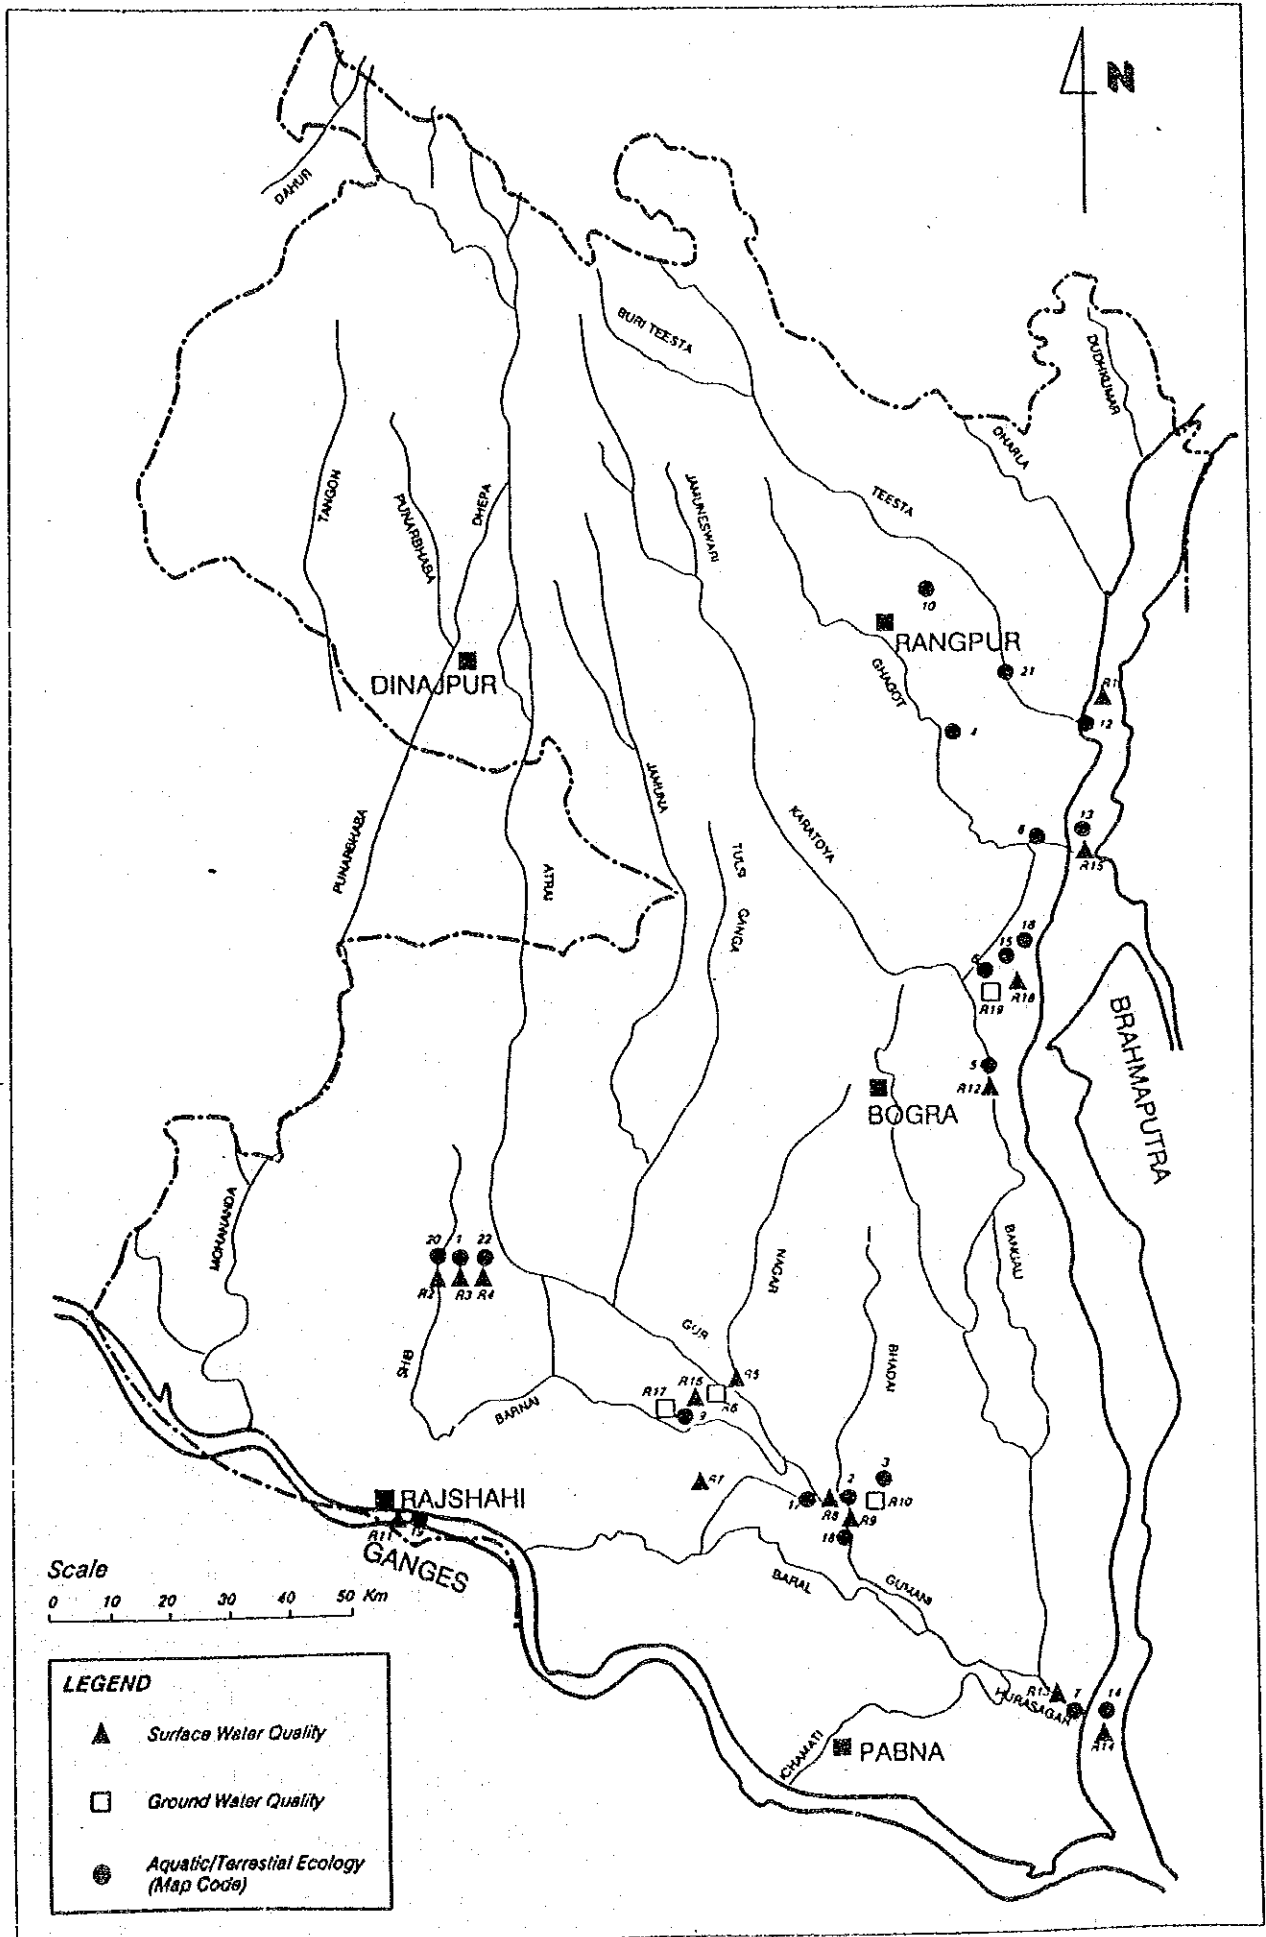 N
DAHUR
BURI TEESTA
DUDHKUMAR
DHARLA
TANGON
PUNARBHABA
DHEPA
JAMUNESWARI
TEESTA
10
RANGPUR
DINAJPUR
GHAGOT
21
R1
12
4
JAMUNA
KARATOYA
PUNARBHABA
ATRAI
TULSI GANGA
8
13
R15
18
15
6
R19
R18
BRAHMAPUTRA
5
R12
BOGRA
MOHANANDA
20 1 22
R2 R3 R4
NAGAR
BANGALI
GUR
SHIB
BHADAI
BARNAI
R17
R16
R6
R5
9
R7
3
2
17
R8
R9
R10
RAJSHAHI
R11
19
GANGES
BARAL
GUMANI
Scale
0 10 20 30 40 50 Km
R13
HURASAGAR
7
14
R14
ICHAMATI
PABNA
LEGEND
Surface Water Quality
Ground Water Quality
Aquatic/Terrestial Ecology
(Map Code)